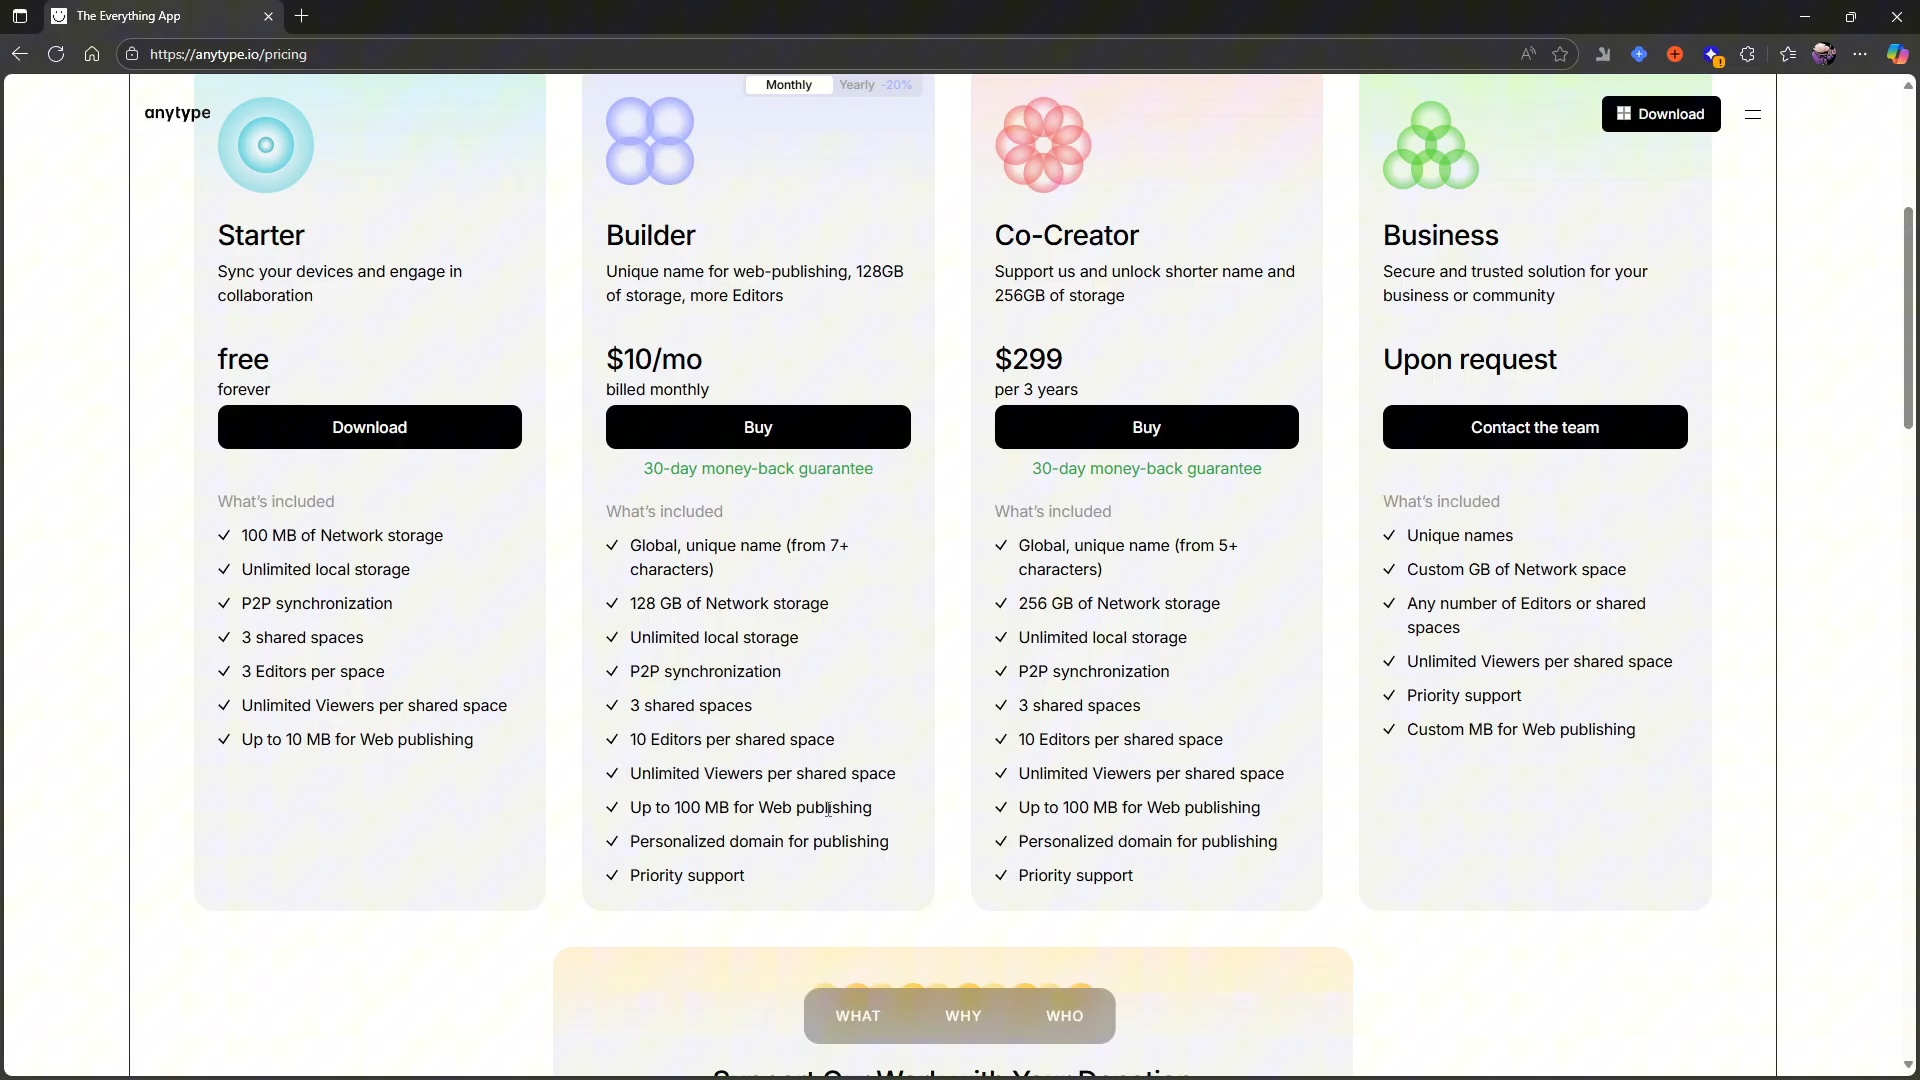 The Everything App
https://anytype.io/pricing
Monthly Yearly -20%
anytype
Download
Starter
Sync your devices and engage in
collaboration
free
forever
Download
What's included
100 MB of Network storage
Unlimited local storage
P2P synchronization
3 shared spaces
3 Editors per space
Unlimited Viewers per shared space
Up to 10 MB for Web publishing
Builder
Unique name for web-publishing, 128GB
of storage, more Editors
$10/mo
billed monthly
Buy
30-day money-back guarantee
What's included
Global, unique name (from 7+
characters)
128 GB of Network storage
Unlimited local storage
P2P synchronization
3 shared spaces
10 Editors per shared space
Unlimited Viewers per shared space
Up to 100 MB for Web publishing
Personalized domain for publishing
Priority support
Co-Creator
Support us and unlock shorter name and
256GB of storage
$299
per 3 years
Buy
30-day money-back guarantee
What's included
Global, unique name (from 5+
characters)
256 GB of Network storage
Unlimited local storage
P2P synchronization
3 shared spaces
10 Editors per shared space
Unlimited Viewers per shared space
Up to 100 MB for Web publishing
Personalized domain for publishing
Priority support
Business
Secure and trusted solution for your
business or community
Upon request
Contact the team
What's included
Unique names
Custom GB of Network space
Any number of Editors or shared
spaces
Unlimited Viewers per shared space
Priority support
Custom MB for Web publishing
WHAT WHY WHO
Support Our Work with Your Donation